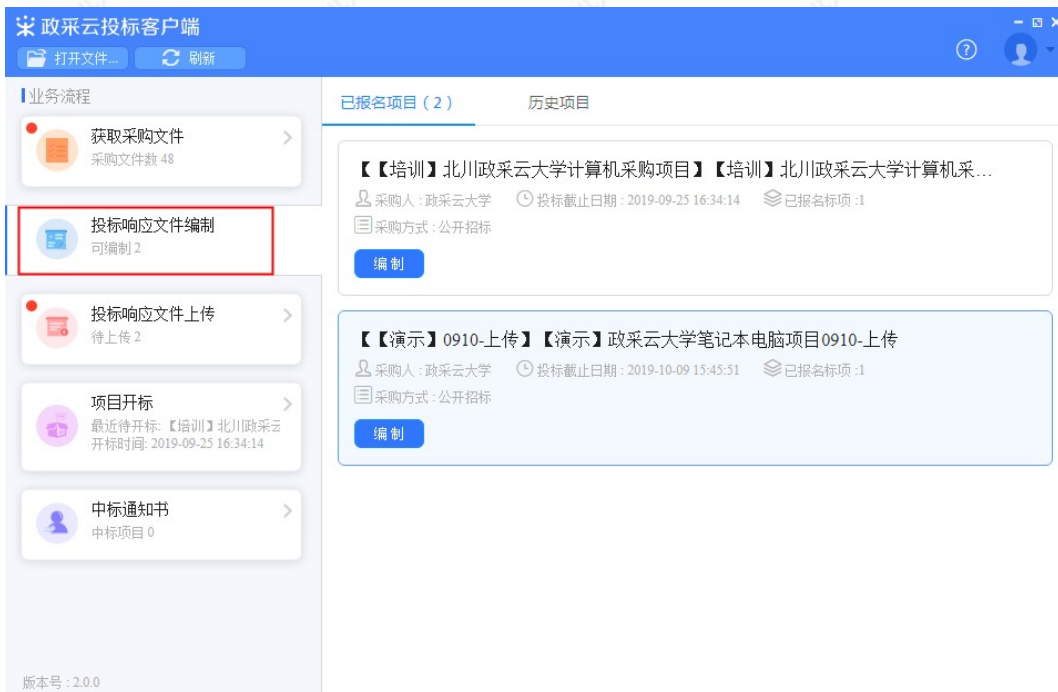 政采云投标客户端
打开文件...
刷新
业务流程
获取采购文件
采购文件数 48
投标响应文件编制
可编制 2
投标响应文件上传
待上传 2
项目开标
最近待开标:【培训】北川政采云
开标时间: 2019-09-25 16:34:14
中标通知书
中标项目 0
版本号 : 2.0.0
已报名项目 ( 2 )
历史项目
【【培训】北川政采云大学计算机采购项目】【培训】北川政采云大学计算机采...
采购人 : 政采云大学 投标截止日期 : 2019-09-25 16:34:14 已报名标项 :1
采购方式 : 公开招标
编 制
【【演示】0910-上传】【演示】政采云大学笔记本电脑项目0910-上传
采购人 : 政采云大学 投标截止日期 : 2019-10-09 15:45:51 已报名标项 :1
采购方式 : 公开招标
编 制